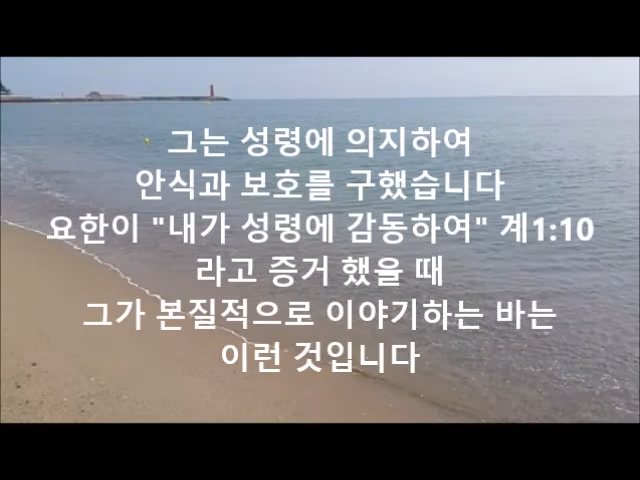 그는 성령에 의지하여
안식과 보호를 구했습니다
요한이 "내가 성령에 감동하여" 계1:10
라고 증거 했을 때
그가 본질적으로 이야기하는 바는
이런 것입니다